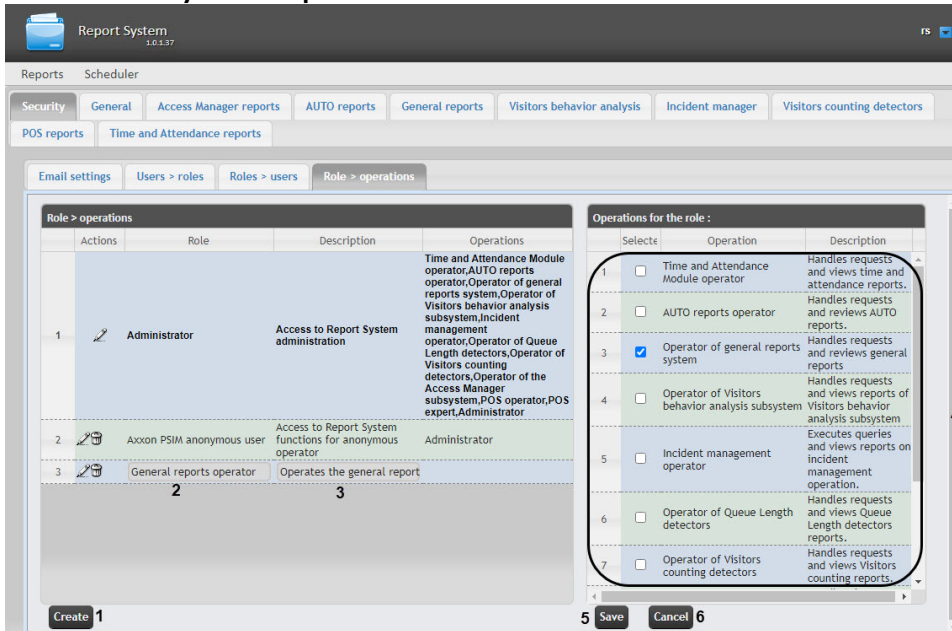 Report System
1.0.1.37
rs
Reports Scheduler
Security General Access Manager reports AUTO reports General reports Visitors behavior analysis Incident manager Visitors counting detectors
POS reports Time and Attendance reports
Email settings Users > roles Roles > users Role > operations
Role > operations
Actions Role Description Operations
1 Administrator
Access to Report System
administration
Time and Attendance Module
operator,AUTO reports
operator,Operator of general
reports system,Operator of
Visitors behavior analysis
subsystem,Incident
management
operator,Operator of Queue
Length detectors,Operator of
Visitors counting
detectors,Operator of the
Access Manager
subsystem,POS operator,POS
expert,Administrator
2 Axxon PSIM anonymous user
Access to Report System
functions for anonymous
operator
Administrator
3 General reports operator Operates the general report
2 3
Create 1
Operations for the role :
Selecte Operation Description
1
Time and Attendance
Module operator
Handles requests
and views time and
attendance reports.
2 AUTO reports operator
Handles requests
and reviews AUTO
reports.
3
Operator of general reports
system
Handles requests
and reviews general
reports
4
Operator of Visitors
behavior analysis subsystem
Handles requests
and views reports of
Visitors behavior
analysis subsystem
5
Incident management
operator
Executes queries
and views reports on
incident
management
operation.
6
Operator of Queue Length
detectors
Handles requests
and views Queue
Length detectors
reports.
7
Operator of Visitors
counting detectors
Handles requests
and views Visitors
counting reports.
5 Save Cancel 6